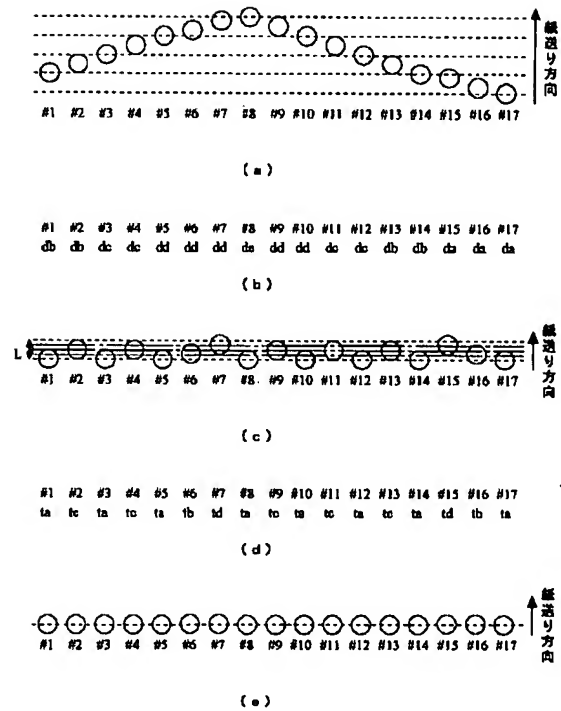 紙送り方向
#1 #2 #3 #4 #5 #6 #7 #8 #9 #10 #11 #12 #13 #14 #15 #16 #17
(a)
#1 #2 #3 #4 #5 #6 #7 #8 #9 #10 #11 #12 #13 #14 #15 #16 #17
db db dc dc dd dd dd da dd dd dc dc db db da da da
(b)
紙送り方向
L
#1 #2 #3 #4 #5 #6 #7 #8 #9 #10 #11 #12 #13 #14 #15 #16 #17
(c)
#1 #2 #3 #4 #5 #6 #7 #8 #9 #10 #11 #12 #13 #14 #15 #16 #17
ta tc ta tc ta tb td ta tc ta tc ta tc ta td tb ta
(d)
紙送り方向
#1 #2 #3 #4 #5 #6 #7 #8 #9 #10 #11 #12 #13 #14 #15 #16 #17
(e)